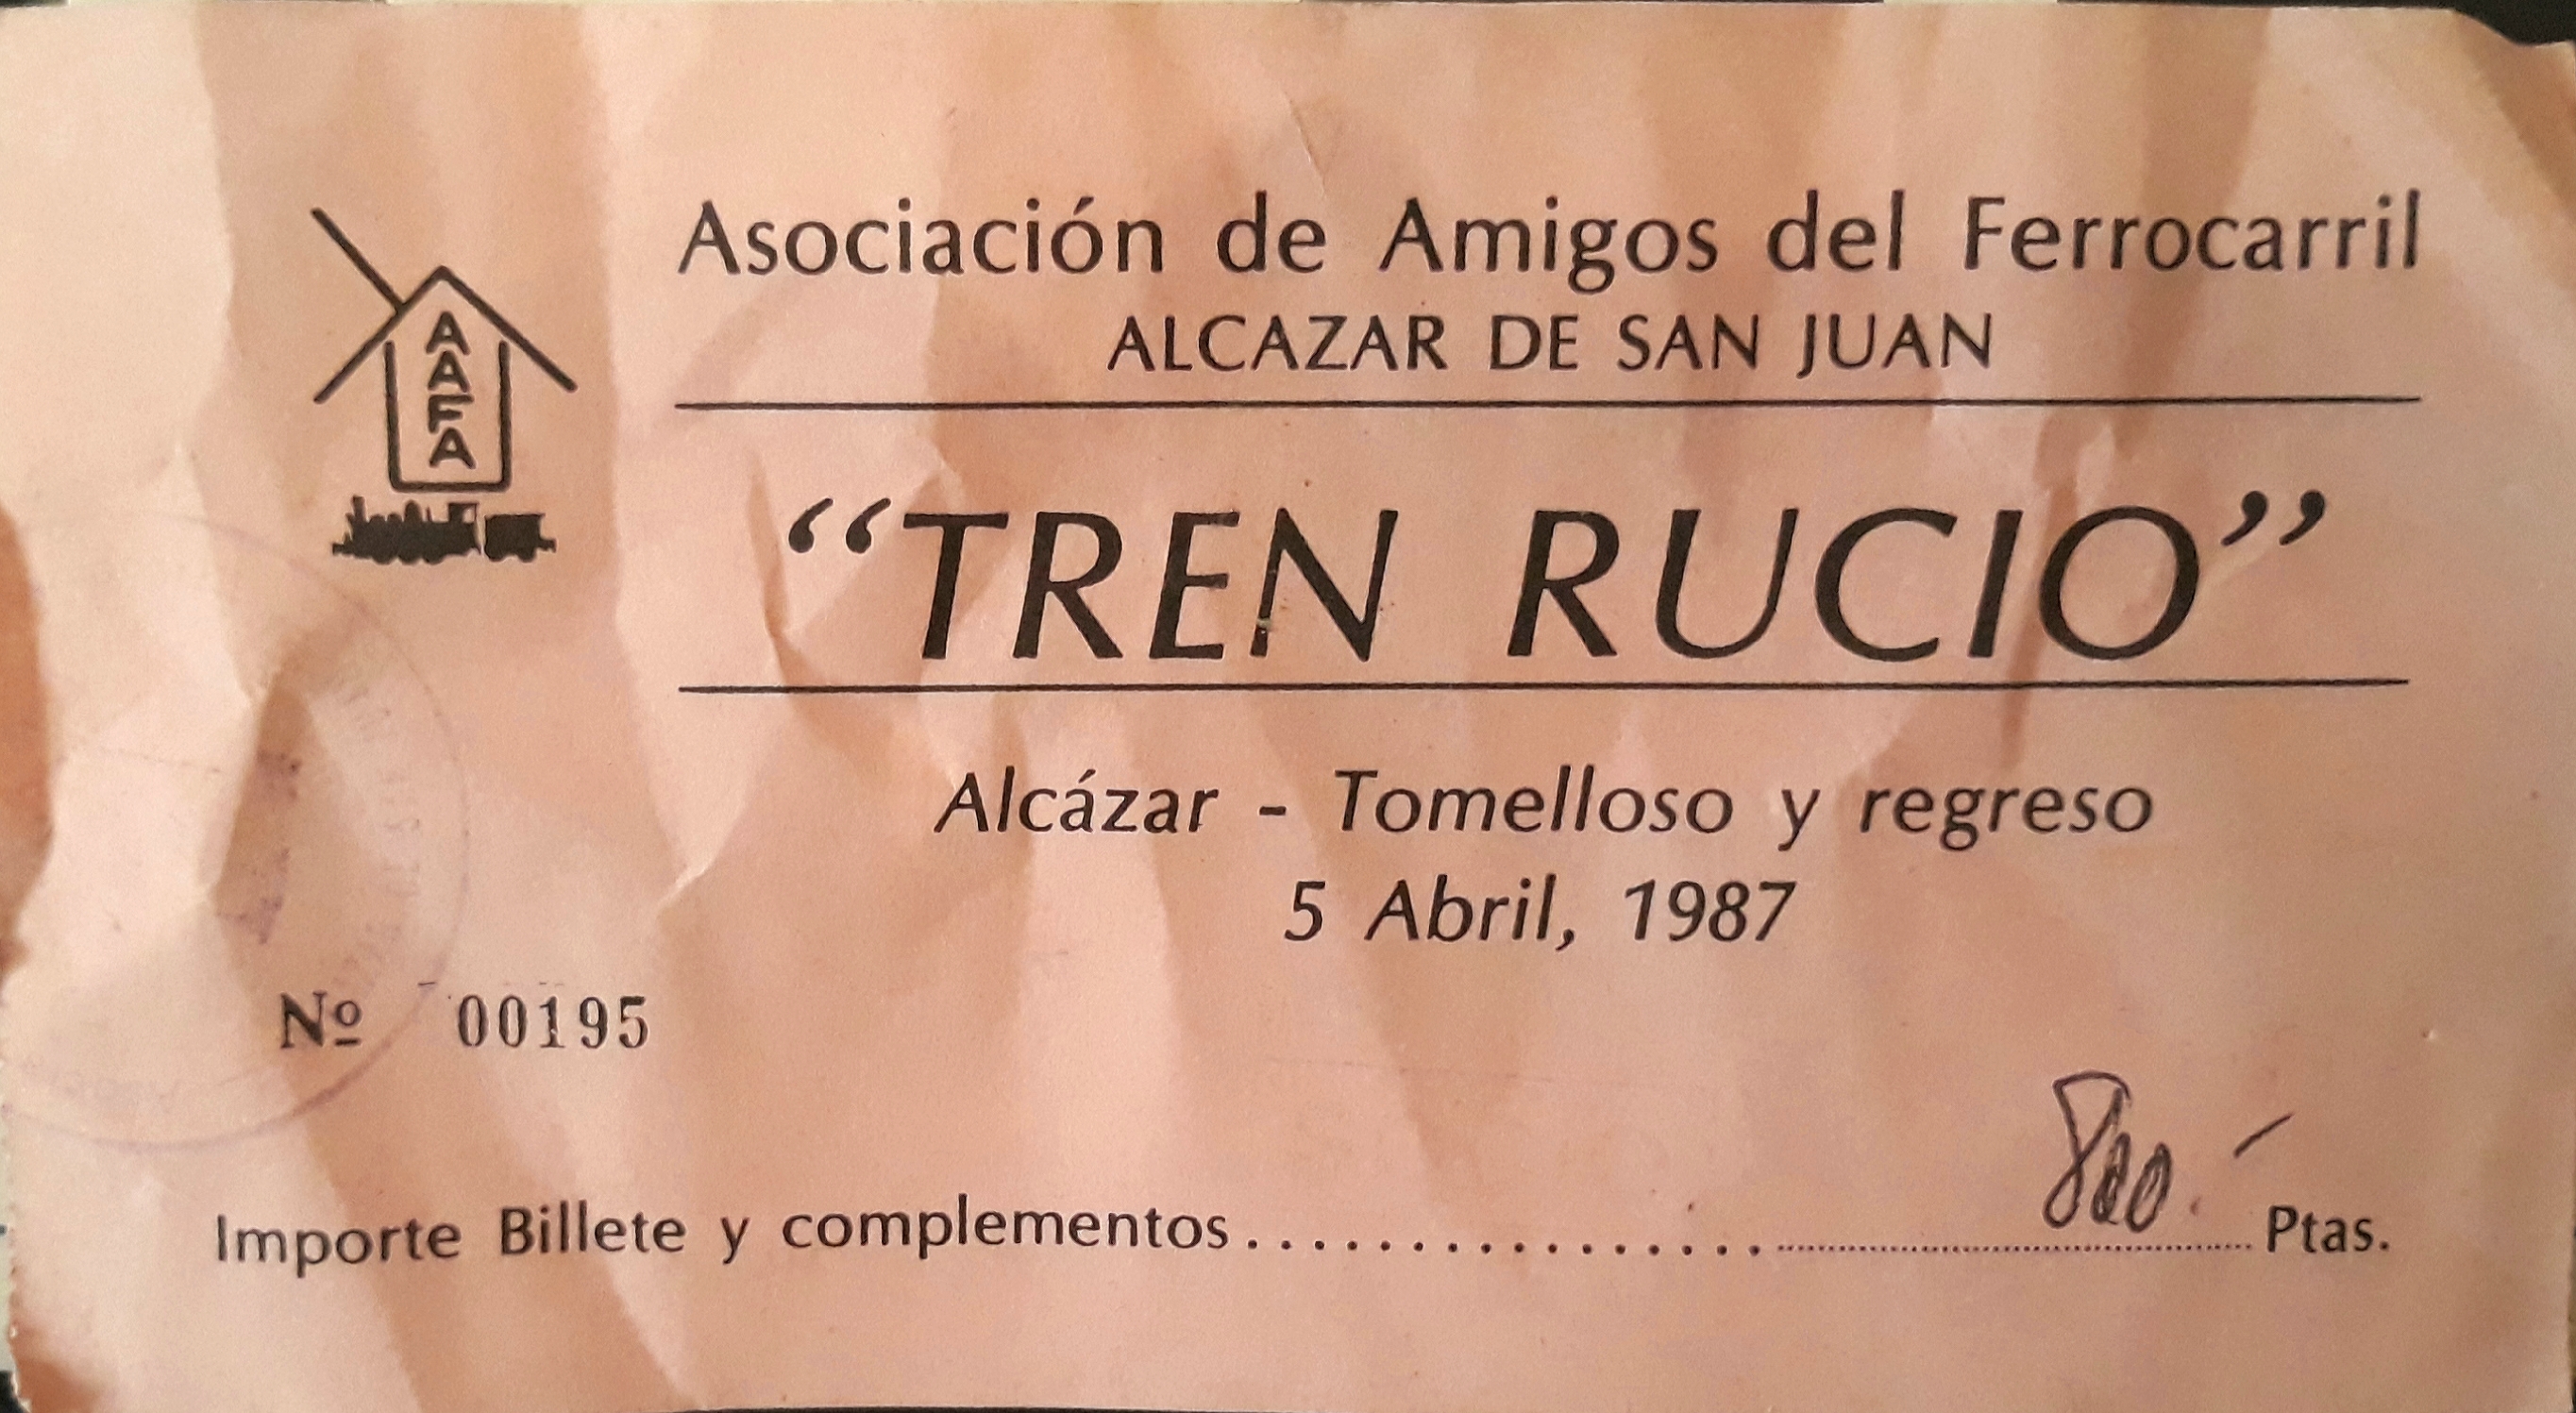 Asociación de Amigos del Ferrocarril
ALCAZAR DE SAN JUAN
A
A
F
A
“TREN RUCIO”
Alcázar - Tomelloso y regreso
5 Abril, 1987
Nº 00195
Importe Billete y complementos.................. 800.- Ptas.